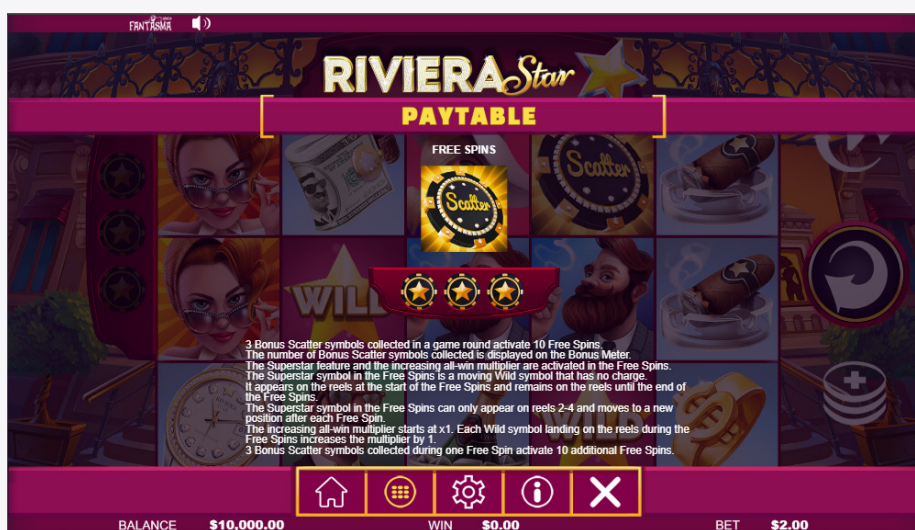 FANTASMA
RIVIERA Star
PAYTABLE
FREE SPINS
Scatter
Scatter
WILD
3 Bonus Scatter symbols collected in a game round activate 10 Free Spins.
The number of Bonus Scatter symbols collected is displayed on the Bonus Meter.
The Superstar feature and the increasing all-win multiplier are activated in the Free Spins.
The Superstar symbol in the Free Spins is a moving Wild symbol that has no charge.
It appears on the reels at the start of the Free Spins and remains on the reels until the end of
the Free Spins.
The Superstar symbol in the Free Spins can only appear on reels 2-4 and moves to a new
position after each Free Spin.
The increasing all-win multiplier starts at x1. Each Wild symbol landing on the reels during the
Free Spins increases the multiplier by 1.
3 Bonus Scatter symbols collected during one Free Spin activate 10 additional Free Spins.
BALANCE $10,000.00 WIN $0.00 BET $2.00